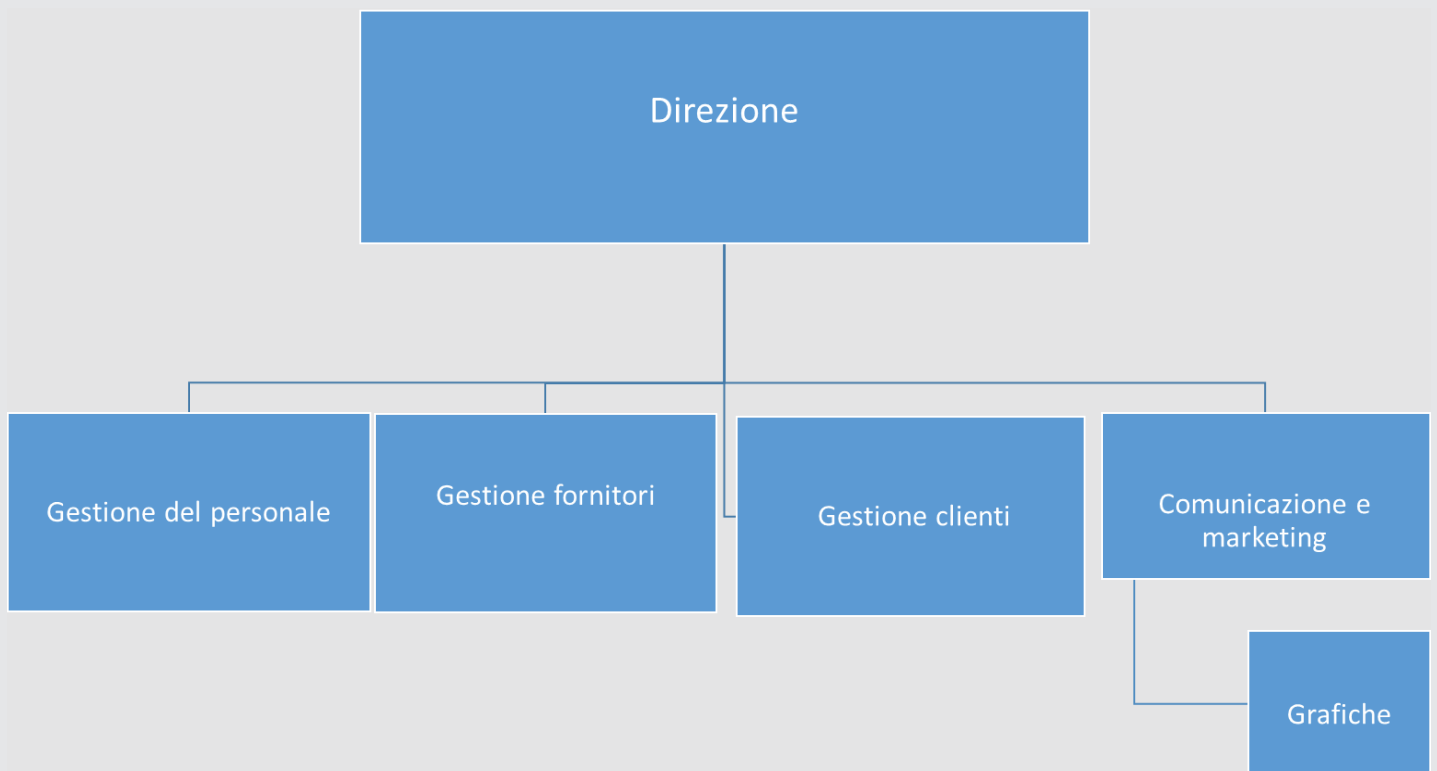 Direzione
Gestione del personale
Gestione fornitori
Gestione clienti
Comunicazione e
marketing
Grafiche